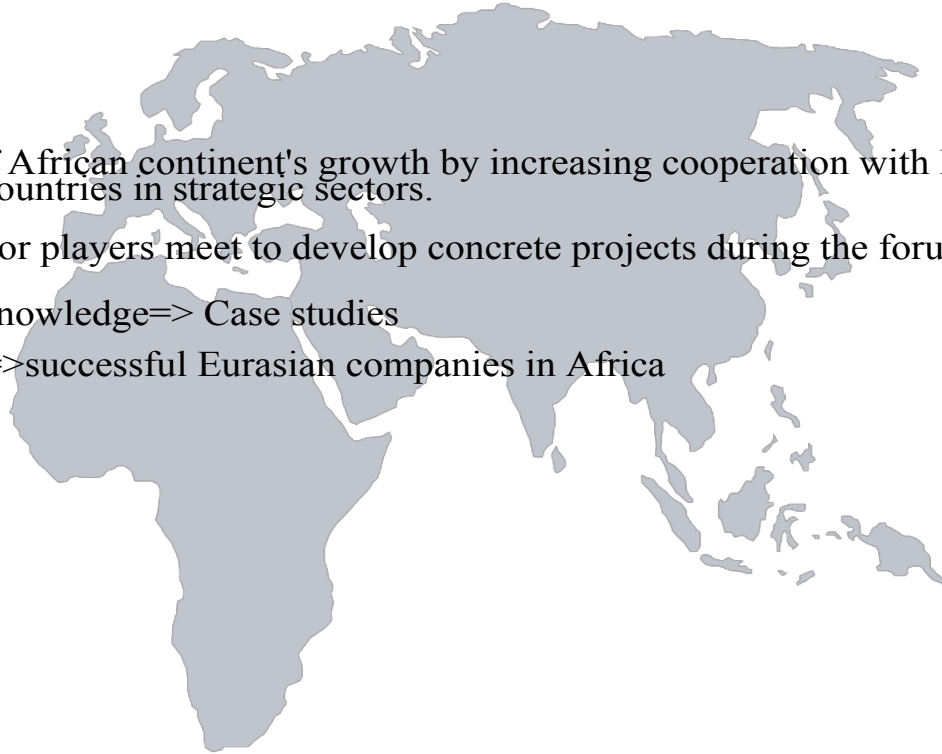 African continent's growth by increasing cooperation with
ountries in strategic sectors.
or players meet to develop concrete projects during the foru
nowledge=> Case studies
=>successful Eurasian companies in Africa